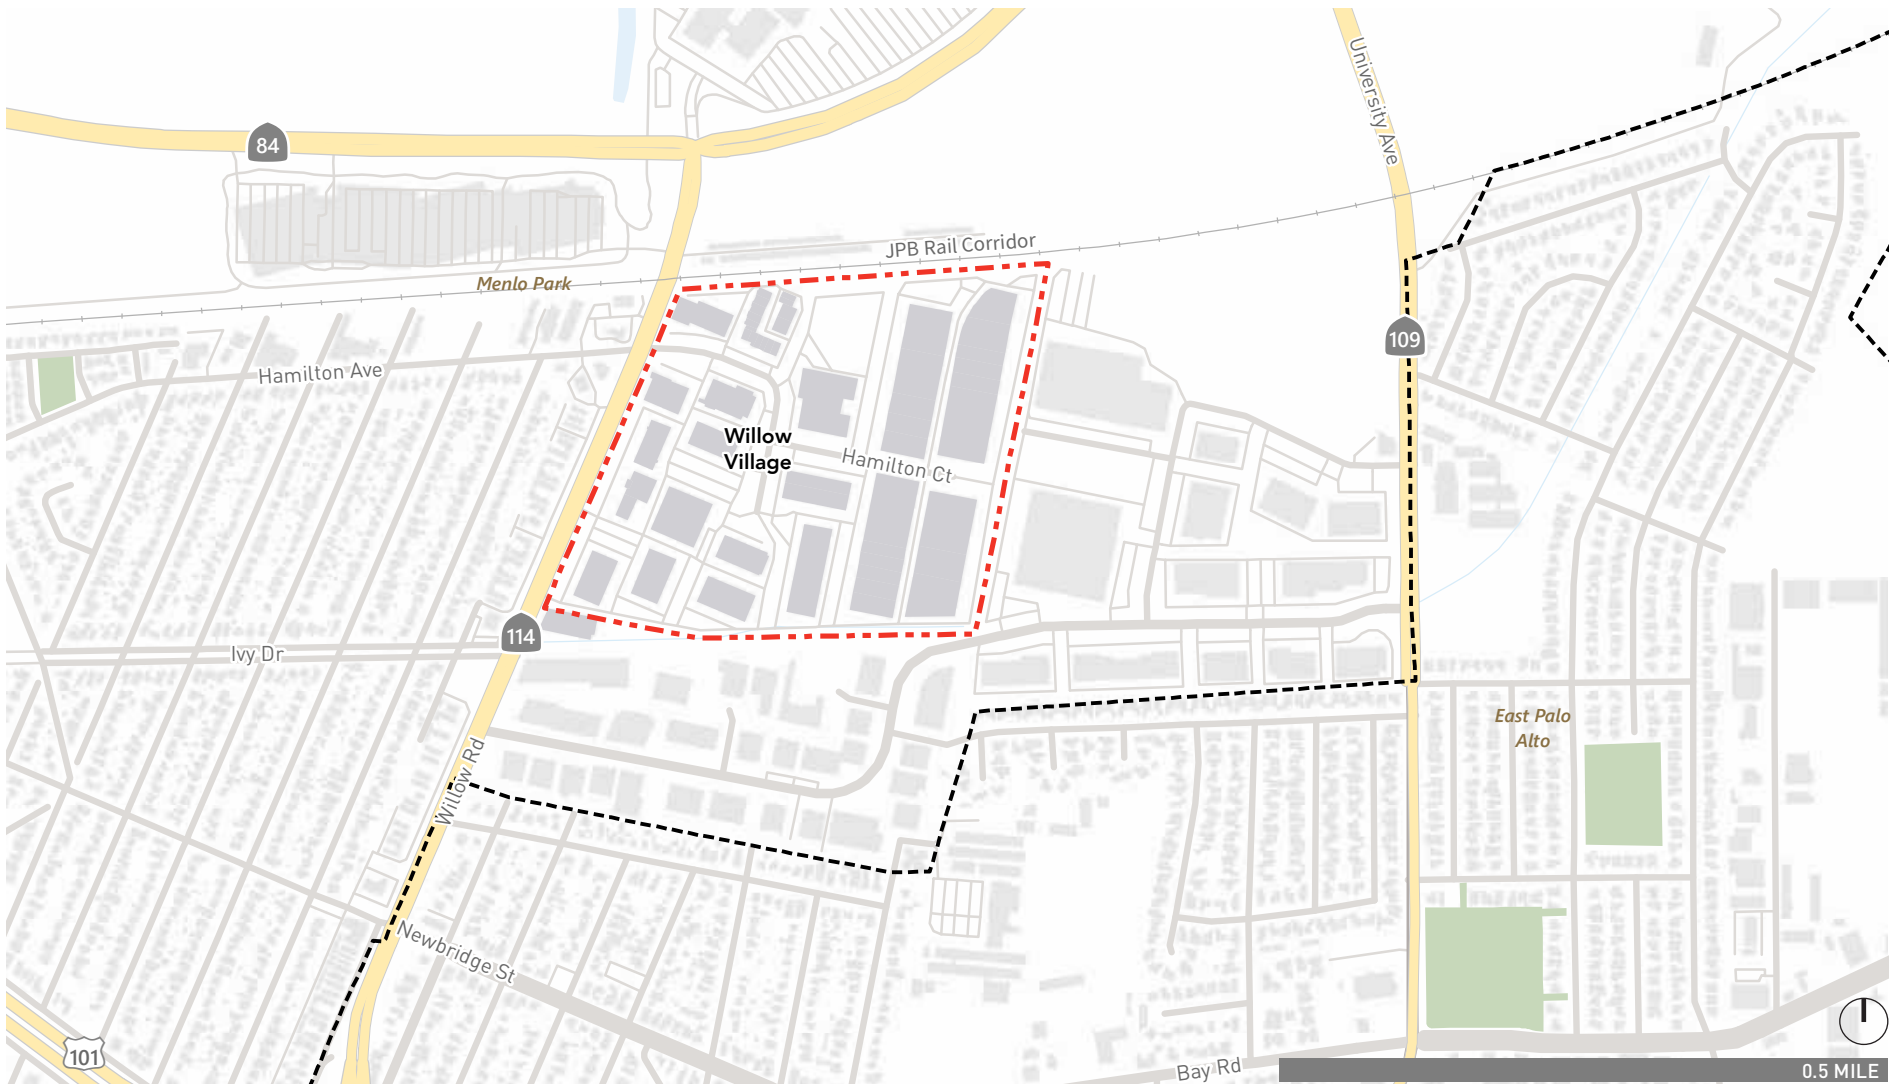 University Ave
84
JPB Rail Corridor
Menlo Park
109
Hamilton Ave
Willow
Village
Hamilton Ct
114
Ivy Dr
East Palo
Alto
Willow Rd
Newbridge St
101
Bay Rd
0.5 MILE